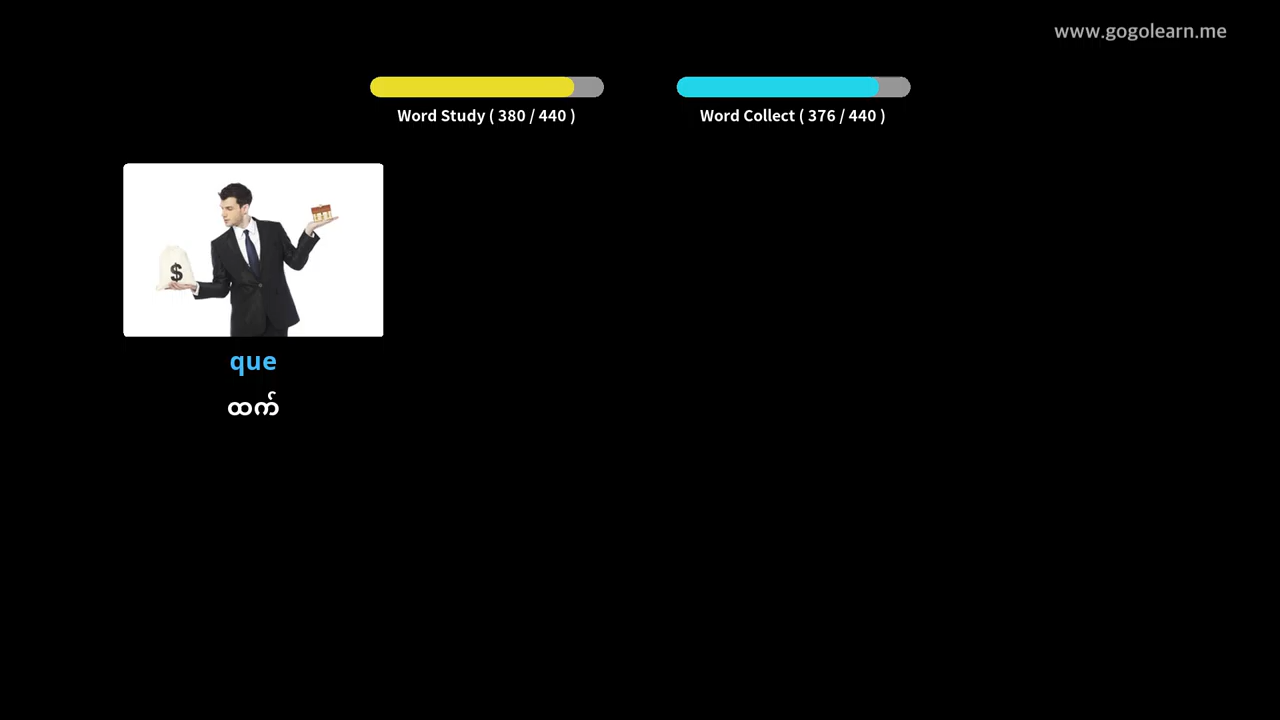 www.gogolearn.me
Word Study ( 380 / 440 )
Word Collect ( 376 / 440 )
$
que
ထက်